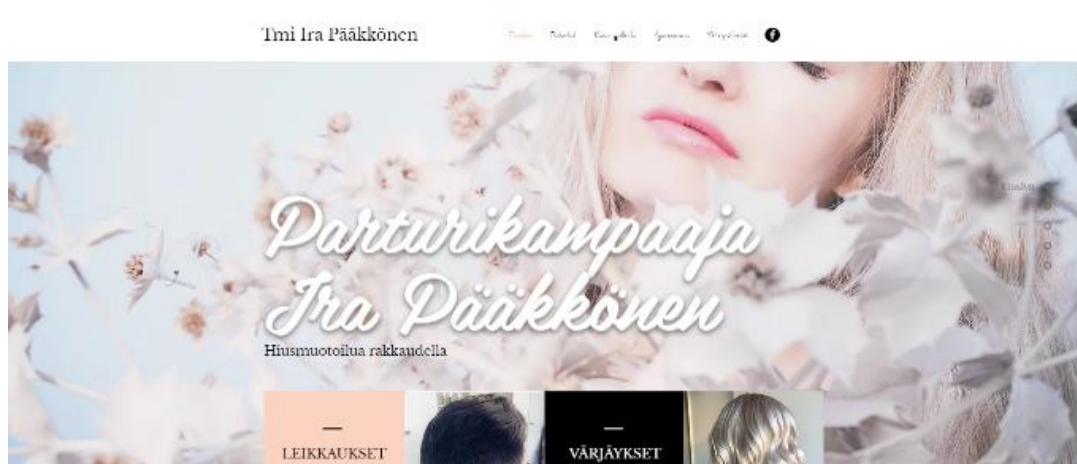 Tmi Ira Pääkkönen
Parturikampaaja
Ira Pääkkönen
Hiusmuotoilua rakkaudella
LEIKKAUKSET
VÄRJÄYKSET